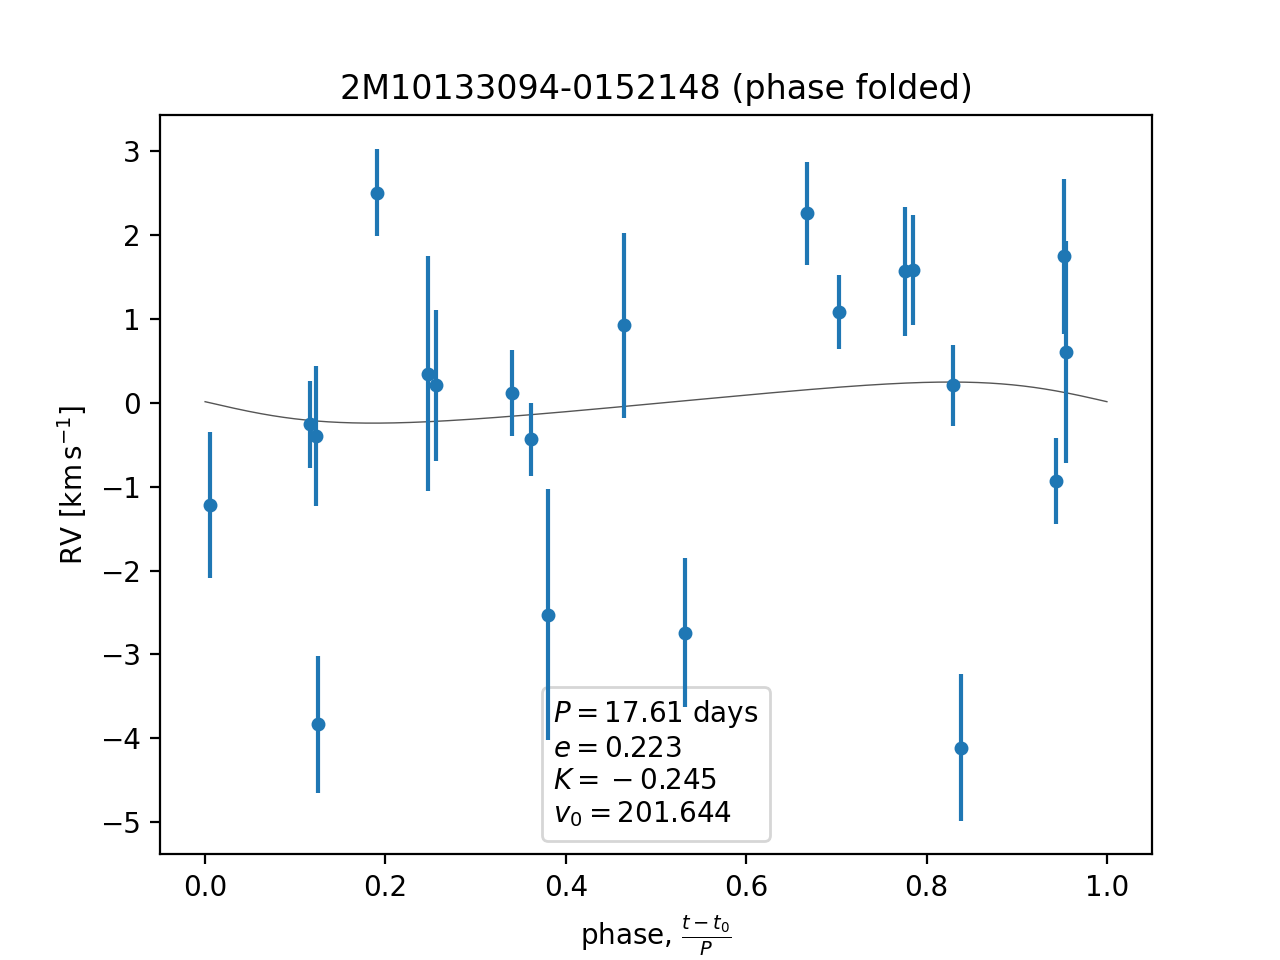 2M10133094-0152148 (phase folded)
3
2
1
0
−1
−2
−3
−4
−5
RV [km s⁻¹]
P = 17.61 days
e = 0.223
K = −0.245
v₀ = 201.644
0.0 0.2 0.4 0.6 0.8 1.0
phase, (t − t₀)/P